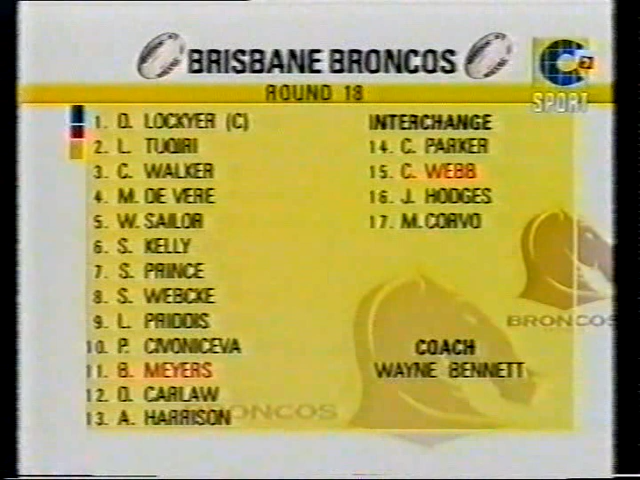 BRISBANE BRONCOS
ROUND 18
SPORT
1. D. LOCKYER (C)
2. L. TUQIRI
3. C. WALKER
4. M. DE VERE
5. W. SAILOR
6. S. KELLY
7. S. PRINCE
8. S. WEBCKE
9. L. PRIDDIS
10. P. CIVONICEVA
11. B. MEYERS
12. D. CARLAW
13. A. HARRISON
INTERCHANGE
14. C. PARKER
15. C. WEBB
16. J. HODGES
17. M. CORVO
COACH
WAYNE BENNETT
BRONCOS
ONCOS